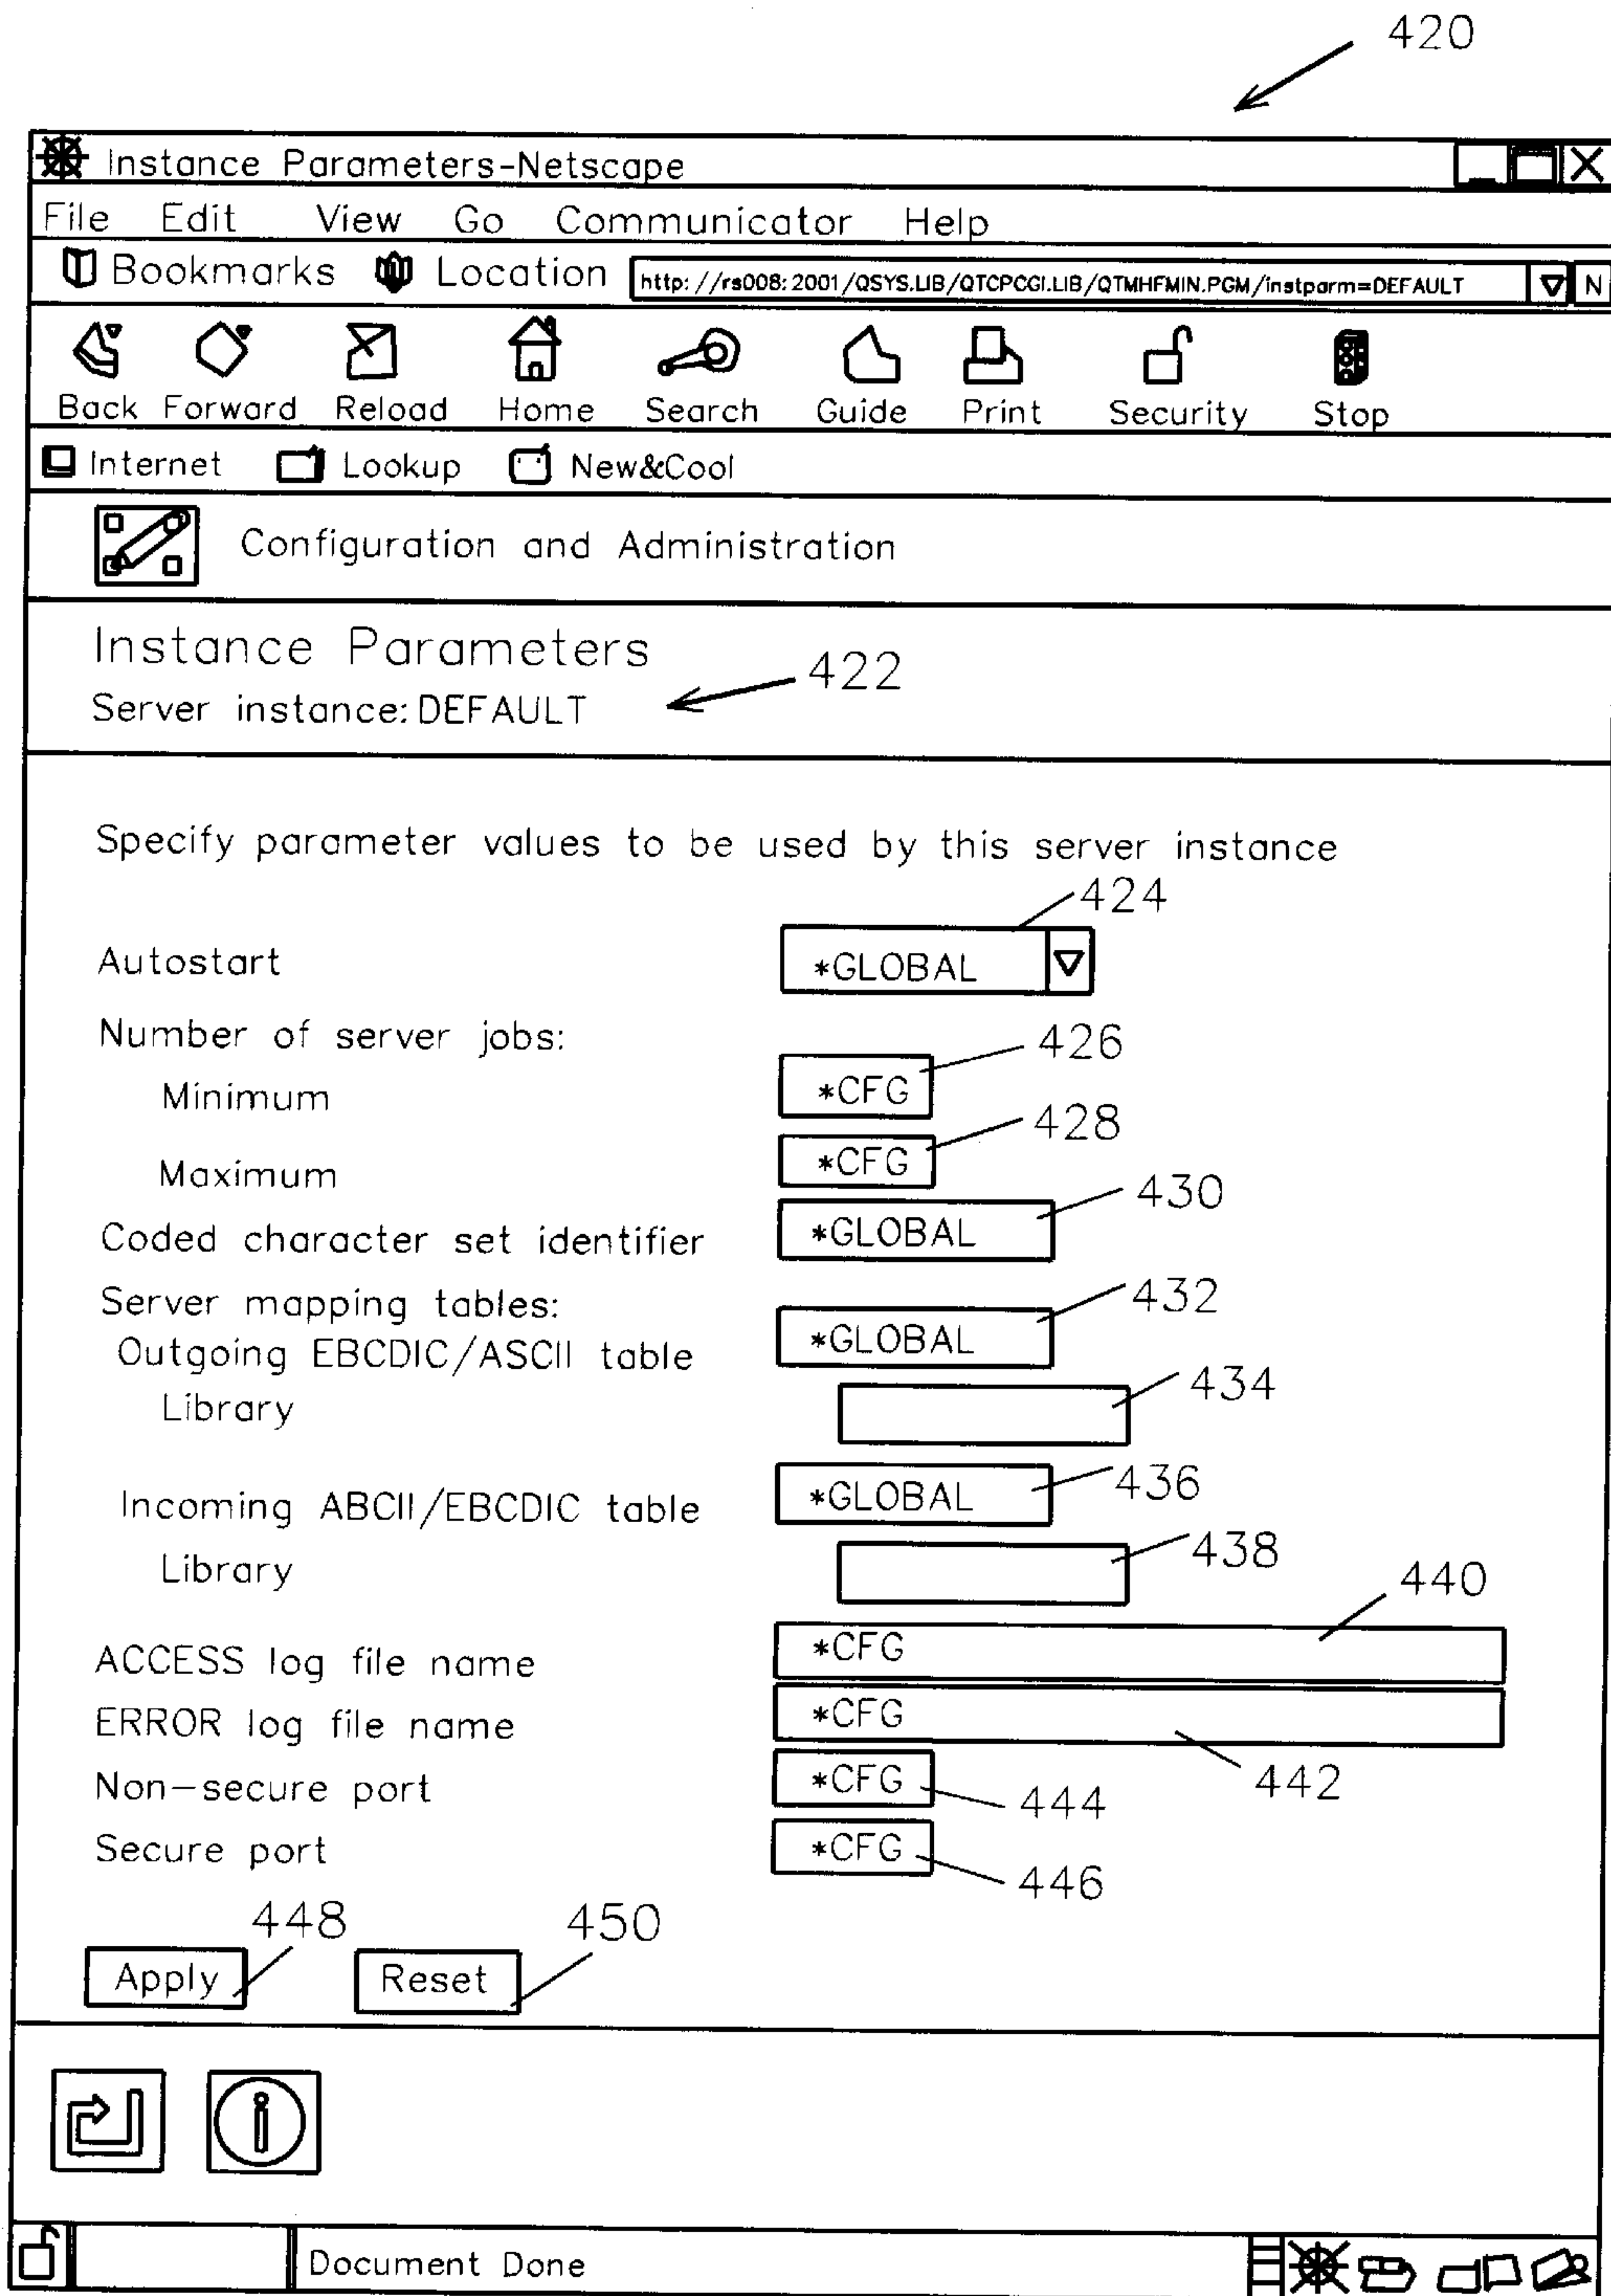 420
Instance Parameters-Netscape
File Edit View Go Communicator Help
Bookmarks Location http://rs008:2001/QSYS.LIB/QTCPCGI.LIB/QTMHFMIN.PGM/instparm=DEFAULT N
Back Forward Reload Home Search Guide Print Security Stop
Internet Lookup New&Cool
Configuration and Administration
Instance Parameters
422
Server instance:DEFAULT
Specify parameter values to be used by this server instance
424
Autostart *GLOBAL
Number of server jobs:
426
Minimum *CFG
428
Maximum *CFG
430
Coded character set identifier *GLOBAL
Server mapping tables:
432
Outgoing EBCDIC/ASCII table *GLOBAL
434
Library
436
Incoming ABCII/EBCDIC table *GLOBAL
438
Library
440
ACCESS log file name *CFG
ERROR log file name *CFG
442
Non-secure port *CFG
444
Secure port *CFG
446
448 450
Apply Reset
i
Document Done